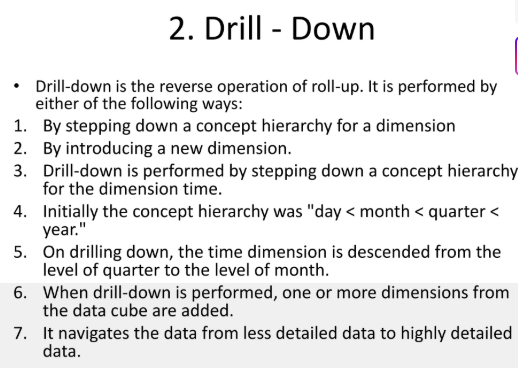 2. Drill - Down
• Drill-down is the reverse operation of roll-up. It is performed by
either of the following ways:
1. By stepping down a concept hierarchy for a dimension
2. By introducing a new dimension.
3. Drill-down is performed by stepping down a concept hierarchy
for the dimension time.
4. Initially the concept hierarchy was "day < month < quarter <
year."
5. On drilling down, the time dimension is descended from the
level of quarter to the level of month.
6. When drill-down is performed, one or more dimensions from
the data cube are added.
7. It navigates the data from less detailed data to highly detailed
data.